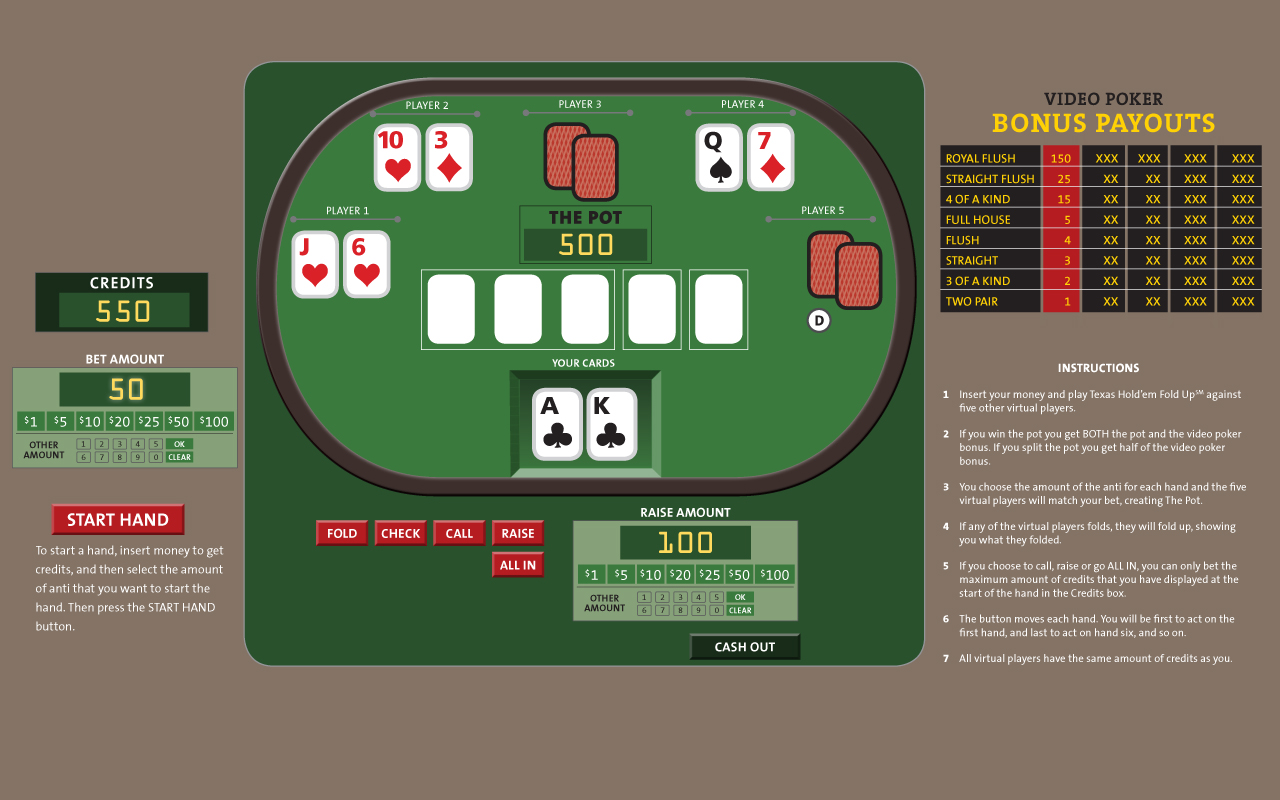 PLAYER 2
PLAYER 3
PLAYER 4
10 3
Q 7
PLAYER 1
PLAYER 5
J 6
THE POT
500
D
YOUR CARDS
A K
CREDITS
550
BET AMOUNT
50
$1 $5 $10 $20 $25 $50 $100
OTHER AMOUNT
1 2 3 4 5 OK
6 7 8 9 0 CLEAR
START HAND
To start a hand, insert money to get
credits, and then select the amount
of anti that you want to start the
hand. Then press the START HAND
button.
FOLD CHECK CALL RAISE
ALL IN
RAISE AMOUNT
100
$1 $5 $10 $20 $25 $50 $100
OTHER AMOUNT
1 2 3 4 5 OK
6 7 8 9 0 CLEAR
CASH OUT
VIDEO POKER
BONUS PAYOUTS
ROYAL FLUSH 150 XXX XXX XXX XXX
STRAIGHT FLUSH 25 XX XX XXX XXX
4 OF A KIND 15 XX XX XXX XXX
FULL HOUSE 5 XX XX XXX XXX
FLUSH 4 XX XX XXX XXX
STRAIGHT 3 XX XX XXX XXX
3 OF A KIND 2 XX XX XXX XXX
TWO PAIR 1 XX XX XXX XXX
INSTRUCTIONS
1 Insert your money and play Texas Hold'em Fold Up℠ against
five other virtual players.
2 If you win the pot you get BOTH the pot and the video poker
bonus. If you split the pot you get half of the video poker
bonus.
3 You choose the amount of the anti for each hand and the five
virtual players will match your bet, creating The Pot.
4 If any of the virtual players folds, they will fold up, showing
you what they folded.
5 If you choose to call, raise or go ALL IN, you can only bet the
maximum amount of credits that you have displayed at the
start of the hand in the Credits box.
6 The button moves each hand. You will be first to act on the
first hand, and last to act on hand six, and so on.
7 All virtual players have the same amount of credits as you.